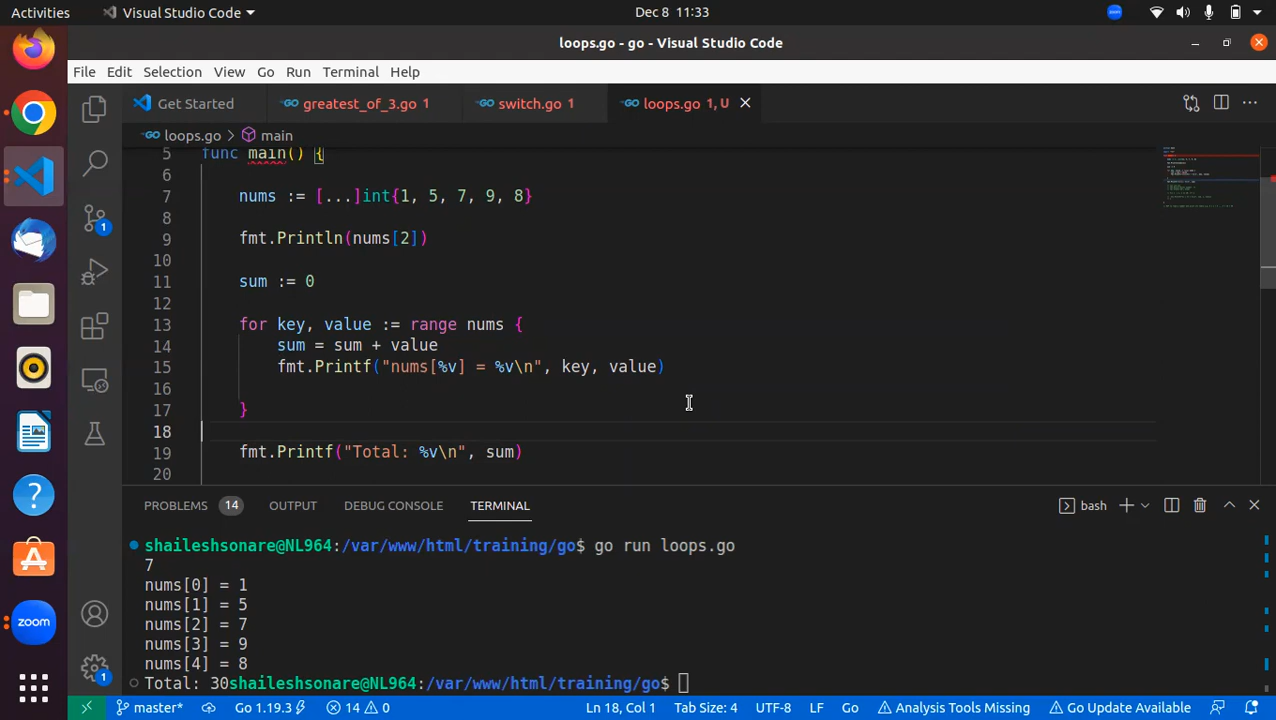 Activities
Visual Studio Code
Dec 8 11:33
loops.go - go - Visual Studio Code
File Edit Selection View Go Run Terminal Help
Get Started
GO greatest_of_3.go 1
GO switch.go 1
GO loops.go 1, U
GO loops.go > main
5 func main() {
6
7 nums := [...]int{1, 5, 7, 9, 8}
8
9 fmt.Println(nums[2])
10
11 sum := 0
12
13 for key, value := range nums {
14 sum = sum + value
15 fmt.Printf("nums[%v] = %v\n", key, value)
16
17 }
18
19 fmt.Printf("Total: %v\n", sum)
20
1
PROBLEMS 14 OUTPUT DEBUG CONSOLE TERMINAL
bash
shaileshsonare@NL964:/var/www/html/training/go$ go run loops.go
7
nums[0] = 1
nums[1] = 5
nums[2] = 7
nums[3] = 9
nums[4] = 8
Total: 30shaileshsonare@NL964:/var/www/html/training/go$
zoom
zoom
1
master*
Go 1.19.3
14
0
Ln 18, Col 1
Tab Size: 4
UTF-8
LF
Go
Analysis Tools Missing
Go Update Available